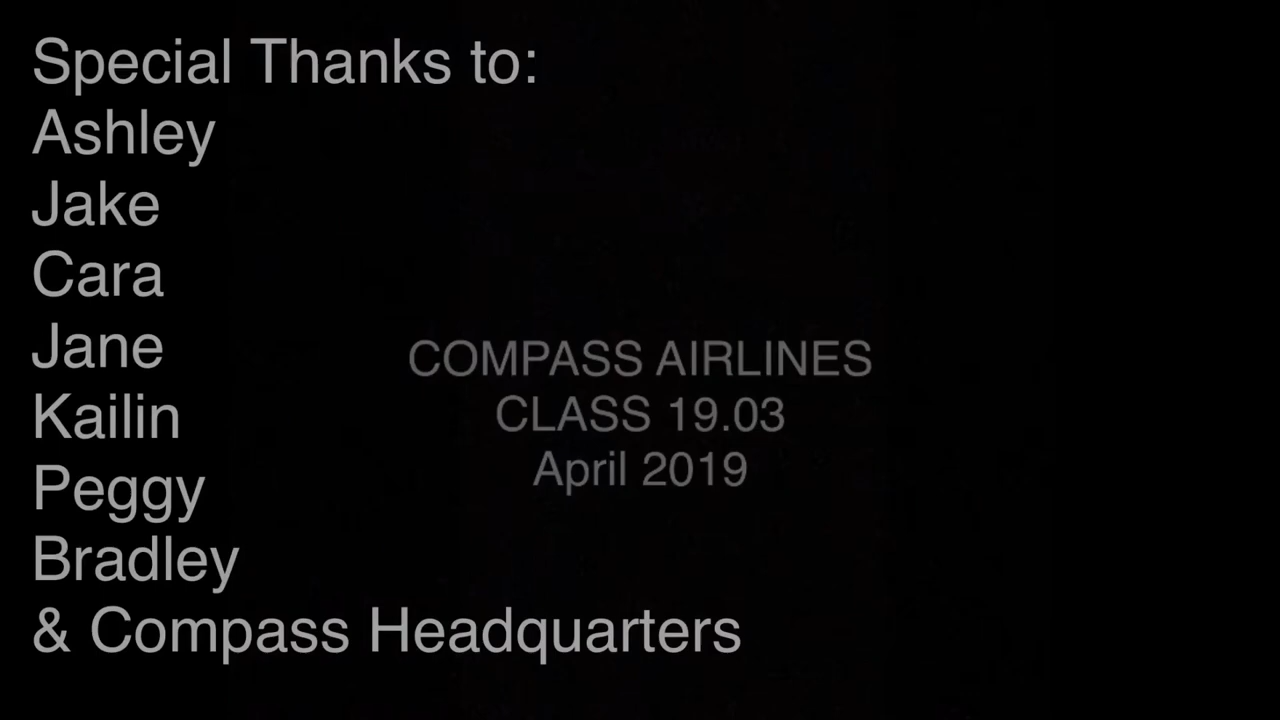 Special Thanks to:
Ashley
Jake
Cara
Jane
Kailin
Peggy
Bradley
& Compass Headquarters
COMPASS AIRLINES
CLASS 19.03
April 2019